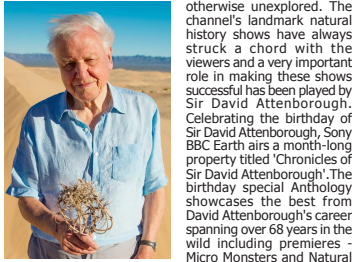 otherwise unexplored. The
channel's landmark natural
history shows have always
struck a chord with the
viewers and a very important
role in making these shows
successful has been played by
Sir David Attenborough.
Celebrating the birthday of
Sir David Attenborough, Sony
BBC Earth airs a month-long
property titled 'Chronicles of
Sir David Attenborough'.The
birthday special Anthology
showcases the best from
David Attenborough's career
spanning over 68 years in the
wild including premieres -
Micro Monsters and Natural